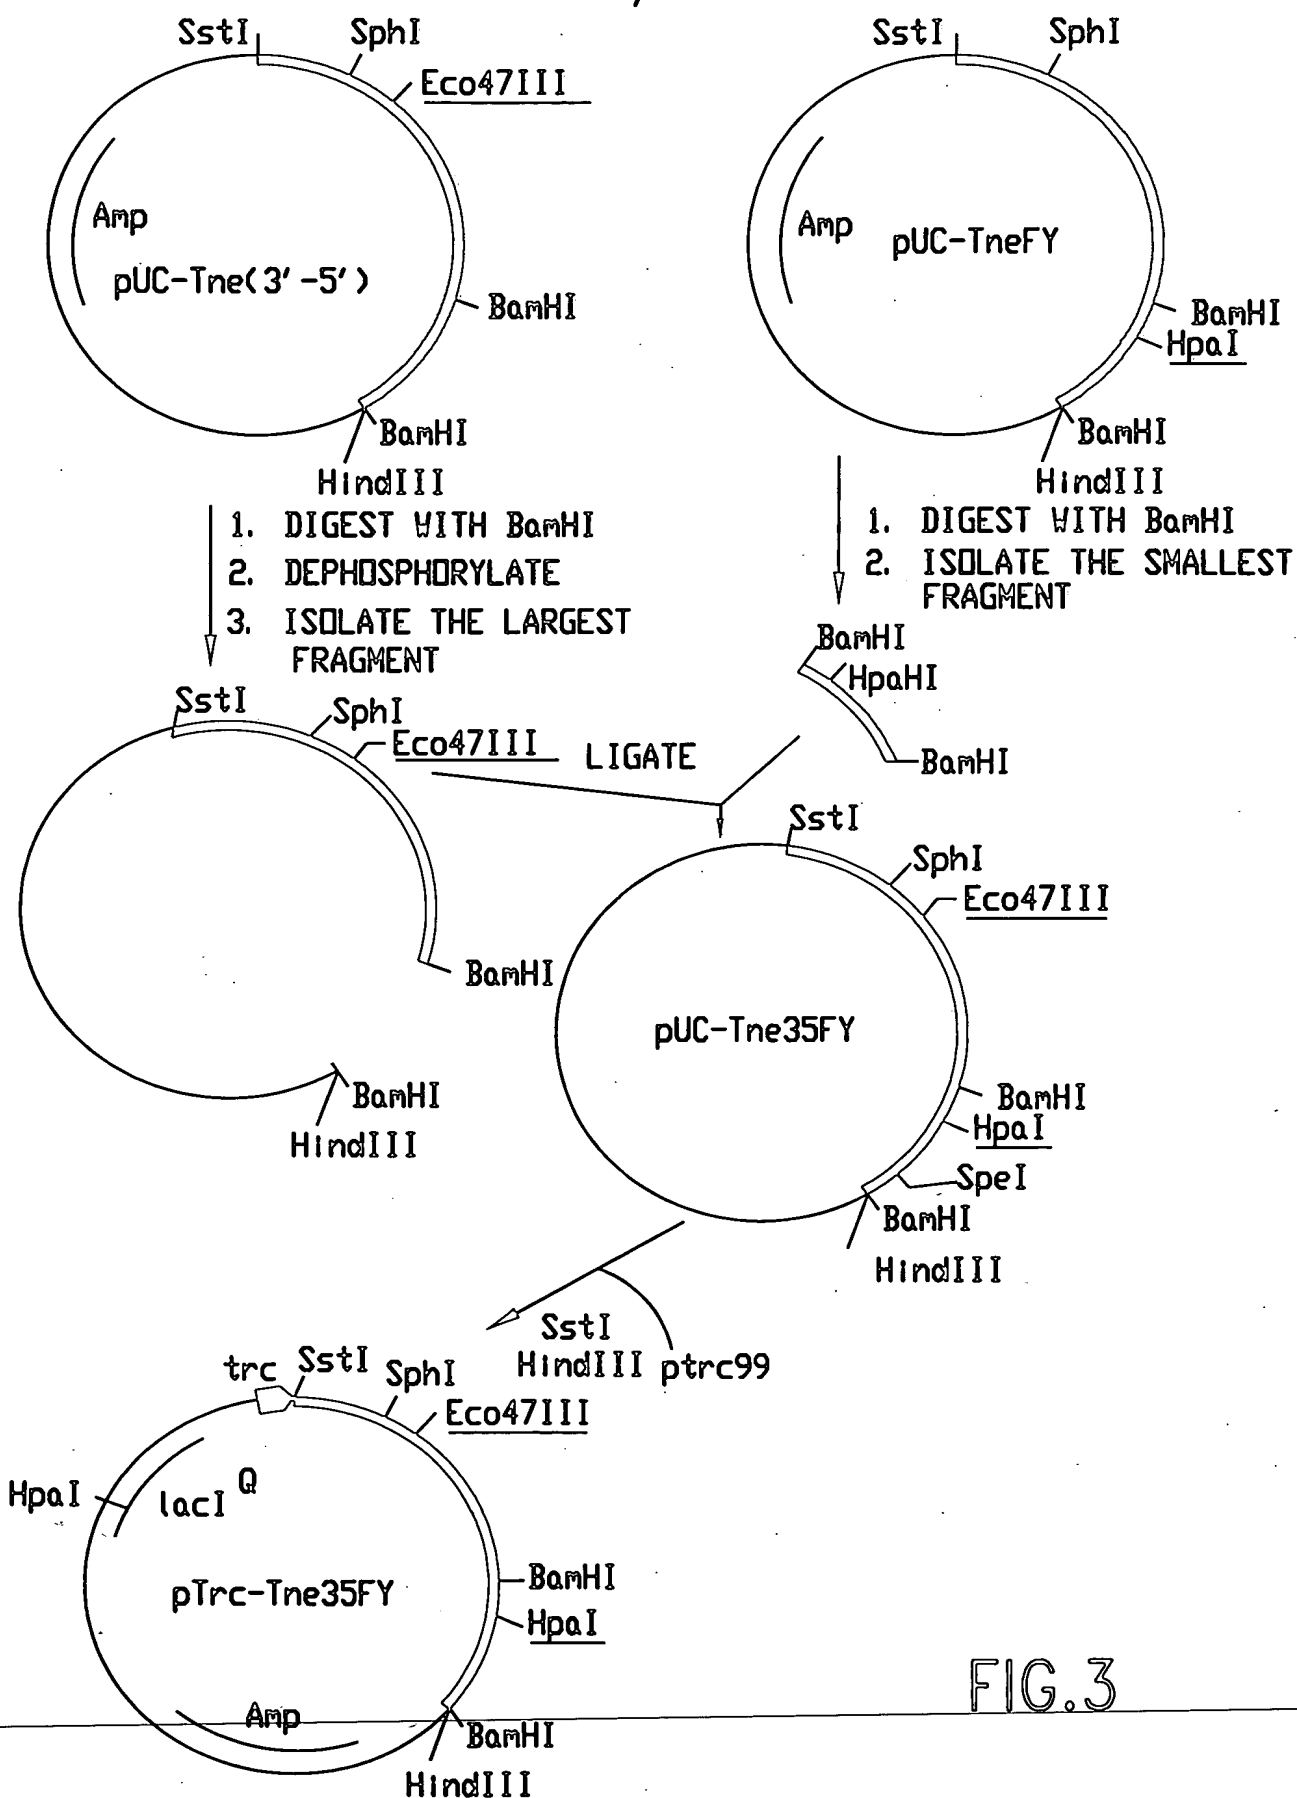 SstI
SphI
Eco47III
Amp
pUC-Tne(3'-5')
BamHI
BamHI
HindIII
SstI
SphI
Amp
pUC-TneFY
BamHI
HpaI
BamHI
HindIII
1. DIGEST WITH BamHI
2. DEPHOSPHORYLATE
3. ISOLATE THE LARGEST
FRAGMENT
1. DIGEST WITH BamHI
2. ISOLATE THE SMALLEST
FRAGMENT
BamHI
HpaHI
BamHI
SstI
SphI
Eco47III
LIGATE
BamHI
BamHI
HindIII
SstI
SphI
Eco47III
pUC-Tne35FY
BamHI
HpaI
SpeI
BamHI
HindIII
SstI
HindIII ptrc99
trc
SstI
SphI
Eco47III
HpaI
lacI Q
pTrc-Tne35FY
BamHI
HpaI
Amp
BamHI
HindIII
FIG.3